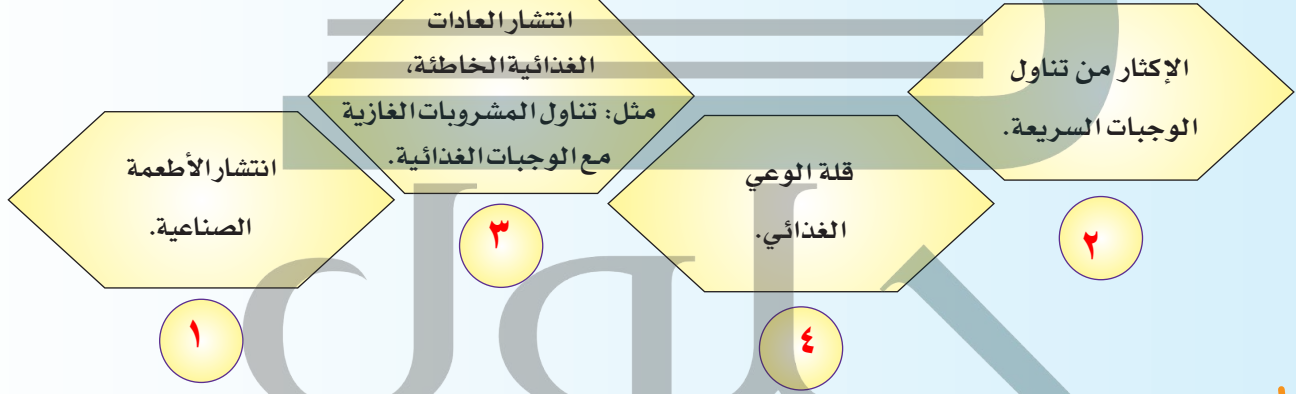 الإكثار من تناول
الوجبات السريعة.
٢
قلة الوعي
الغذائي.
٤
انتشار العادات
الغذائية الخاطئة،
مثل: تناول المشروبات الغازية
مع الوجبات الغذائية.
٣
انتشار الأطعمة
الصناعية.
١